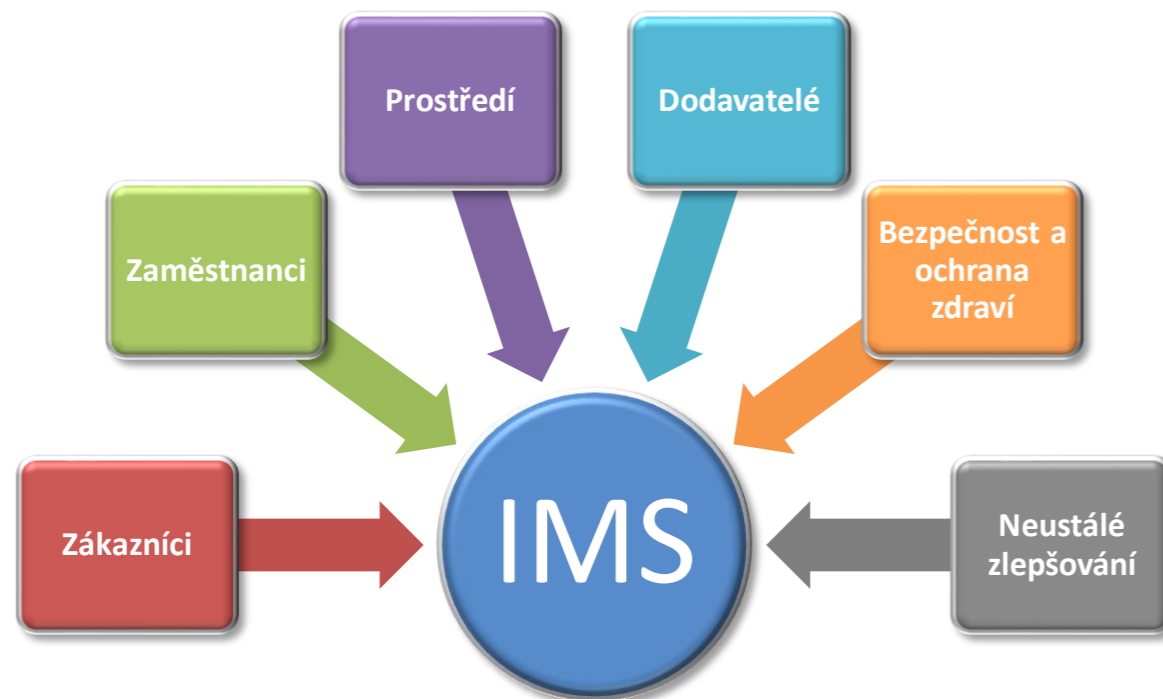 Prostředí
Dodavatelé
Zaměstnanci
Bezpečnost a
ochrana
zdraví
Zákazníci
IMS
Neustálé
zlepšování